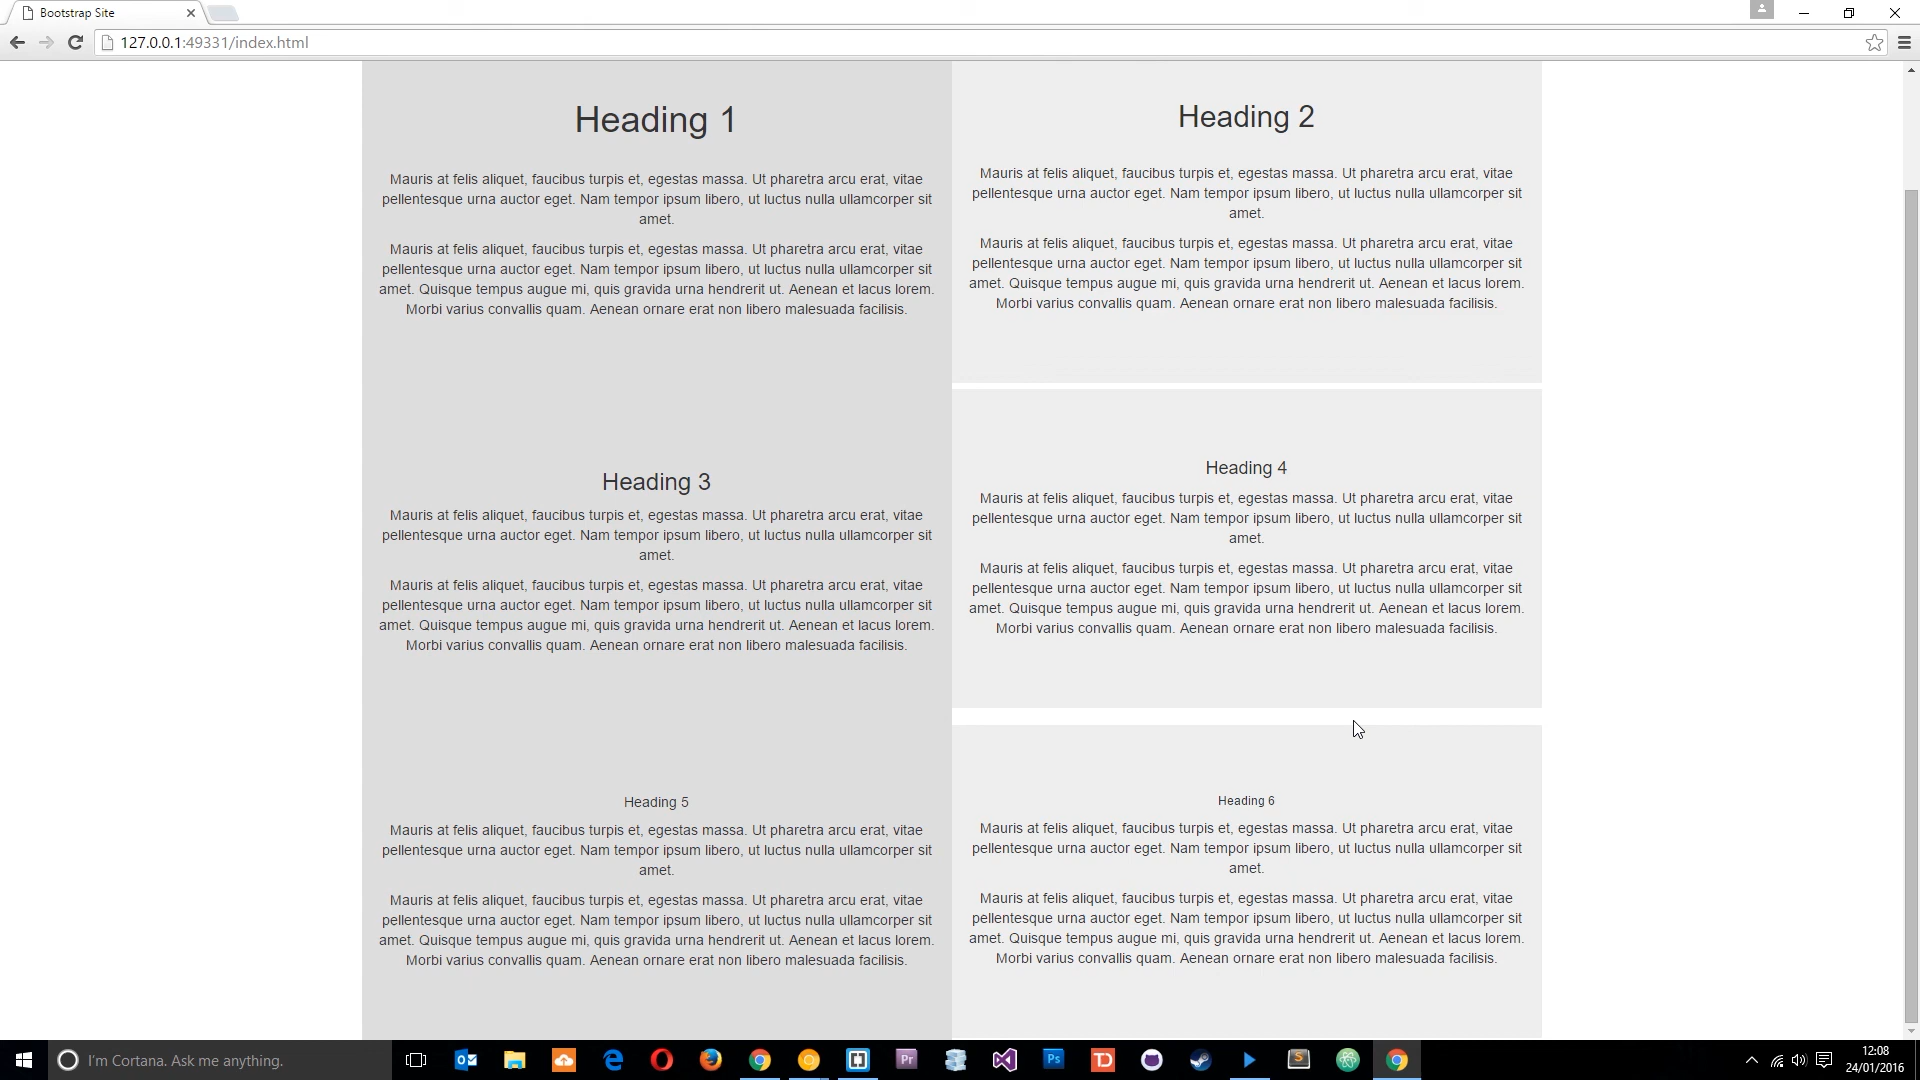 Bootstrap Site
127.0.0.1:49331/index.html
Heading 1
Mauris at felis aliquet, faucibus turpis et, egestas massa. Ut pharetra arcu erat, vitae
pellentesque urna auctor eget. Nam tempor ipsum libero, ut luctus nulla ullamcorper sit
amet.
Mauris at felis aliquet, faucibus turpis et, egestas massa. Ut pharetra arcu erat, vitae
pellentesque urna auctor eget. Nam tempor ipsum libero, ut luctus nulla ullamcorper sit
amet. Quisque tempus augue mi, quis gravida urna hendrerit ut. Aenean et lacus lorem.
Morbi varius convallis quam. Aenean ornare erat non libero malesuada facilisis.
Heading 2
Mauris at felis aliquet, faucibus turpis et, egestas massa. Ut pharetra arcu erat, vitae
pellentesque urna auctor eget. Nam tempor ipsum libero, ut luctus nulla ullamcorper sit
amet.
Mauris at felis aliquet, faucibus turpis et, egestas massa. Ut pharetra arcu erat, vitae
pellentesque urna auctor eget. Nam tempor ipsum libero, ut luctus nulla ullamcorper sit
amet. Quisque tempus augue mi, quis gravida urna hendrerit ut. Aenean et lacus lorem.
Morbi varius convallis quam. Aenean ornare erat non libero malesuada facilisis.
Heading 3
Mauris at felis aliquet, faucibus turpis et, egestas massa. Ut pharetra arcu erat, vitae
pellentesque urna auctor eget. Nam tempor ipsum libero, ut luctus nulla ullamcorper sit
amet.
Mauris at felis aliquet, faucibus turpis et, egestas massa. Ut pharetra arcu erat, vitae
pellentesque urna auctor eget. Nam tempor ipsum libero, ut luctus nulla ullamcorper sit
amet. Quisque tempus augue mi, quis gravida urna hendrerit ut. Aenean et lacus lorem.
Morbi varius convallis quam. Aenean ornare erat non libero malesuada facilisis.
Heading 4
Mauris at felis aliquet, faucibus turpis et, egestas massa. Ut pharetra arcu erat, vitae
pellentesque urna auctor eget. Nam tempor ipsum libero, ut luctus nulla ullamcorper sit
amet.
Mauris at felis aliquet, faucibus turpis et, egestas massa. Ut pharetra arcu erat, vitae
pellentesque urna auctor eget. Nam tempor ipsum libero, ut luctus nulla ullamcorper sit
amet. Quisque tempus augue mi, quis gravida urna hendrerit ut. Aenean et lacus lorem.
Morbi varius convallis quam. Aenean ornare erat non libero malesuada facilisis.
Heading 5
Mauris at felis aliquet, faucibus turpis et, egestas massa. Ut pharetra arcu erat, vitae
pellentesque urna auctor eget. Nam tempor ipsum libero, ut luctus nulla ullamcorper sit
amet.
Mauris at felis aliquet, faucibus turpis et, egestas massa. Ut pharetra arcu erat, vitae
pellentesque urna auctor eget. Nam tempor ipsum libero, ut luctus nulla ullamcorper sit
amet. Quisque tempus augue mi, quis gravida urna hendrerit ut. Aenean et lacus lorem.
Morbi varius convallis quam. Aenean ornare erat non libero malesuada facilisis.
Heading 6
Mauris at felis aliquet, faucibus turpis et, egestas massa. Ut pharetra arcu erat, vitae
pellentesque urna auctor eget. Nam tempor ipsum libero, ut luctus nulla ullamcorper sit
amet.
Mauris at felis aliquet, faucibus turpis et, egestas massa. Ut pharetra arcu erat, vitae
pellentesque urna auctor eget. Nam tempor ipsum libero, ut luctus nulla ullamcorper sit
amet. Quisque tempus augue mi, quis gravida urna hendrerit ut. Aenean et lacus lorem.
Morbi varius convallis quam. Aenean ornare erat non libero malesuada facilisis.
I'm Cortana. Ask me anything.
Pr
Ps
TD
S
12:08
24/01/2016